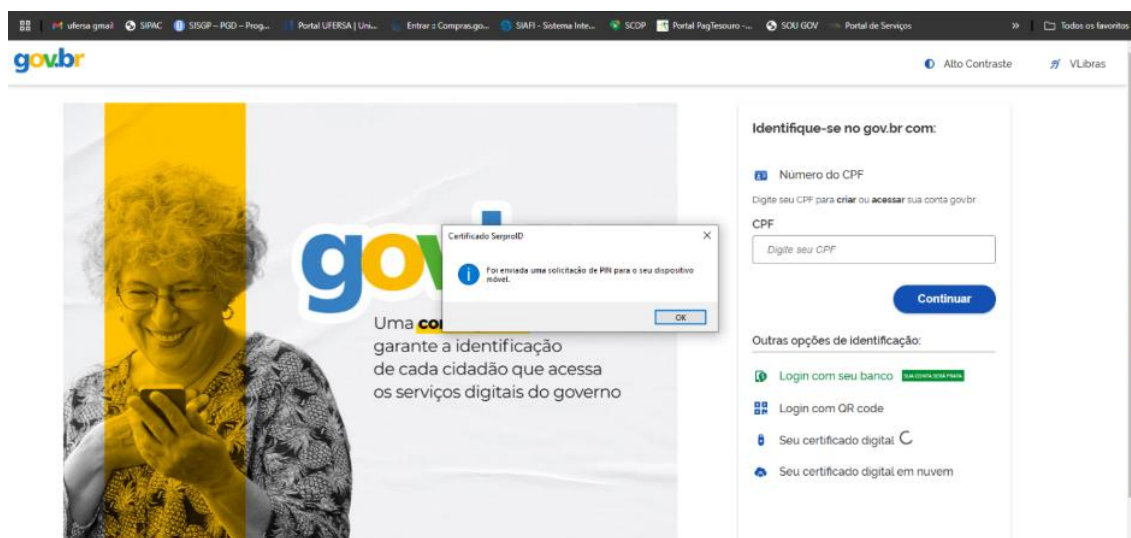 ufersa gmail SIPAC SISGP – PGD – Prog... Portal UFERSA | Uni... Entrar :: Compras.go... SIAFI - Sistema Inte... SCDP Portal PagTesouro -... SOU GOV Portal de Serviços » Todos os favoritos
gov.br
Alto Contraste VLibras
Identifique-se no gov.br com:
Número do CPF
Digite seu CPF para criar ou acessar sua conta gov.br
CPF
Digite seu CPF
Continuar
Outras opções de identificação:
Login com seu banco SUA CONTA SERÁ PRATA
Login com QR code
Seu certificado digital
Seu certificado digital em nuvem
Certificado SerproID
Foi enviada uma solicitação de PIN para o seu dispositivo
móvel.
OK
gov
Uma
garante a identificação
de cada cidadão que acessa
os serviços digitais do governo